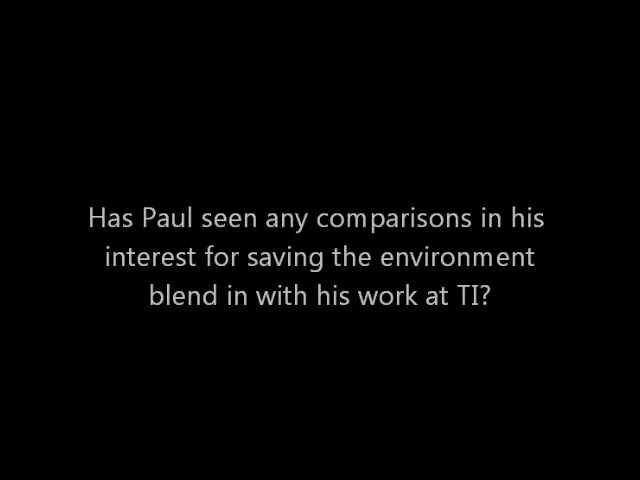 Has Paul seen any comparisons in his
interest for saving the environment
blend in with his work at TI?